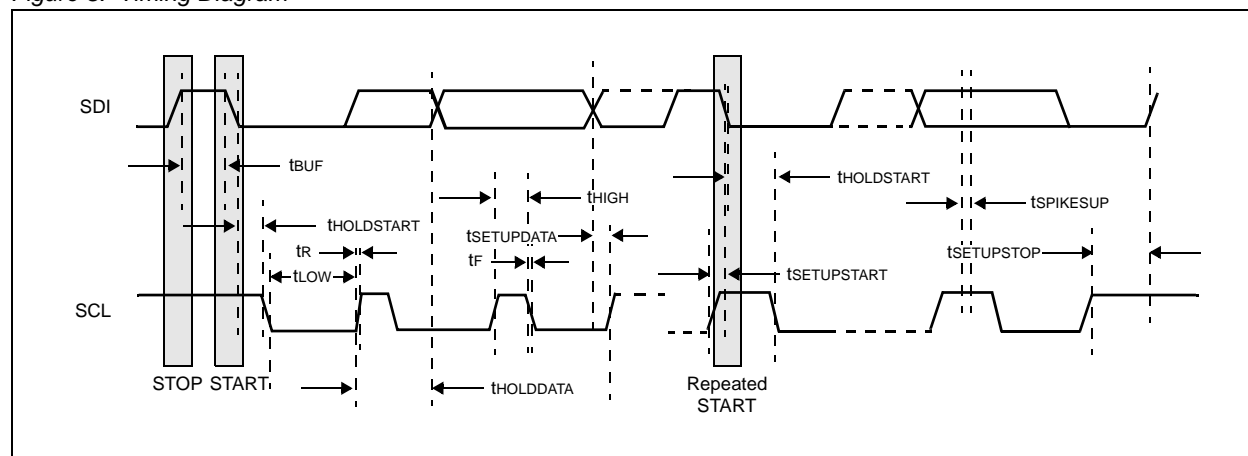 Figure 3. Timing Diagram
SDI
tBUF
tHOLDSTART
tHIGH
tHOLDSTART
tSPIKESUP
tSETUPDATA
tR
tF
tSETUPSTOP
tLOW
tSETUPSTART
SCL
STOP START
tHOLDDATA
Repeated
START